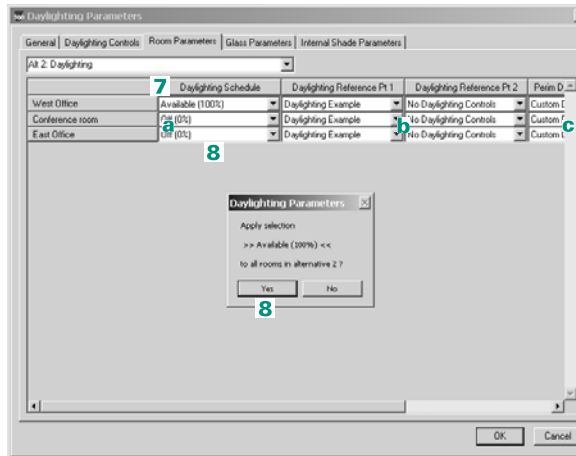 Daylighting Parameters
General Daylighting Controls Room Parameters Glass Parameters Internal Shade Parameters
Alt 2: Daylighting
7 Daylighting Schedule Daylighting Reference Pt 1 Daylighting Reference Pt 2 Perim D
West Office Available (100%) Daylighting Example No Daylighting Controls Custom D
Conference room a Off (0%) Daylighting Example b No Daylighting Controls Custom D c
East Office Off (0%) Daylighting Example No Daylighting Controls Custom D
8
Daylighting Parameters
Apply selection
>> Available (100%) <<
to all rooms in alternative 2 ?
Yes No
8
OK Cancel